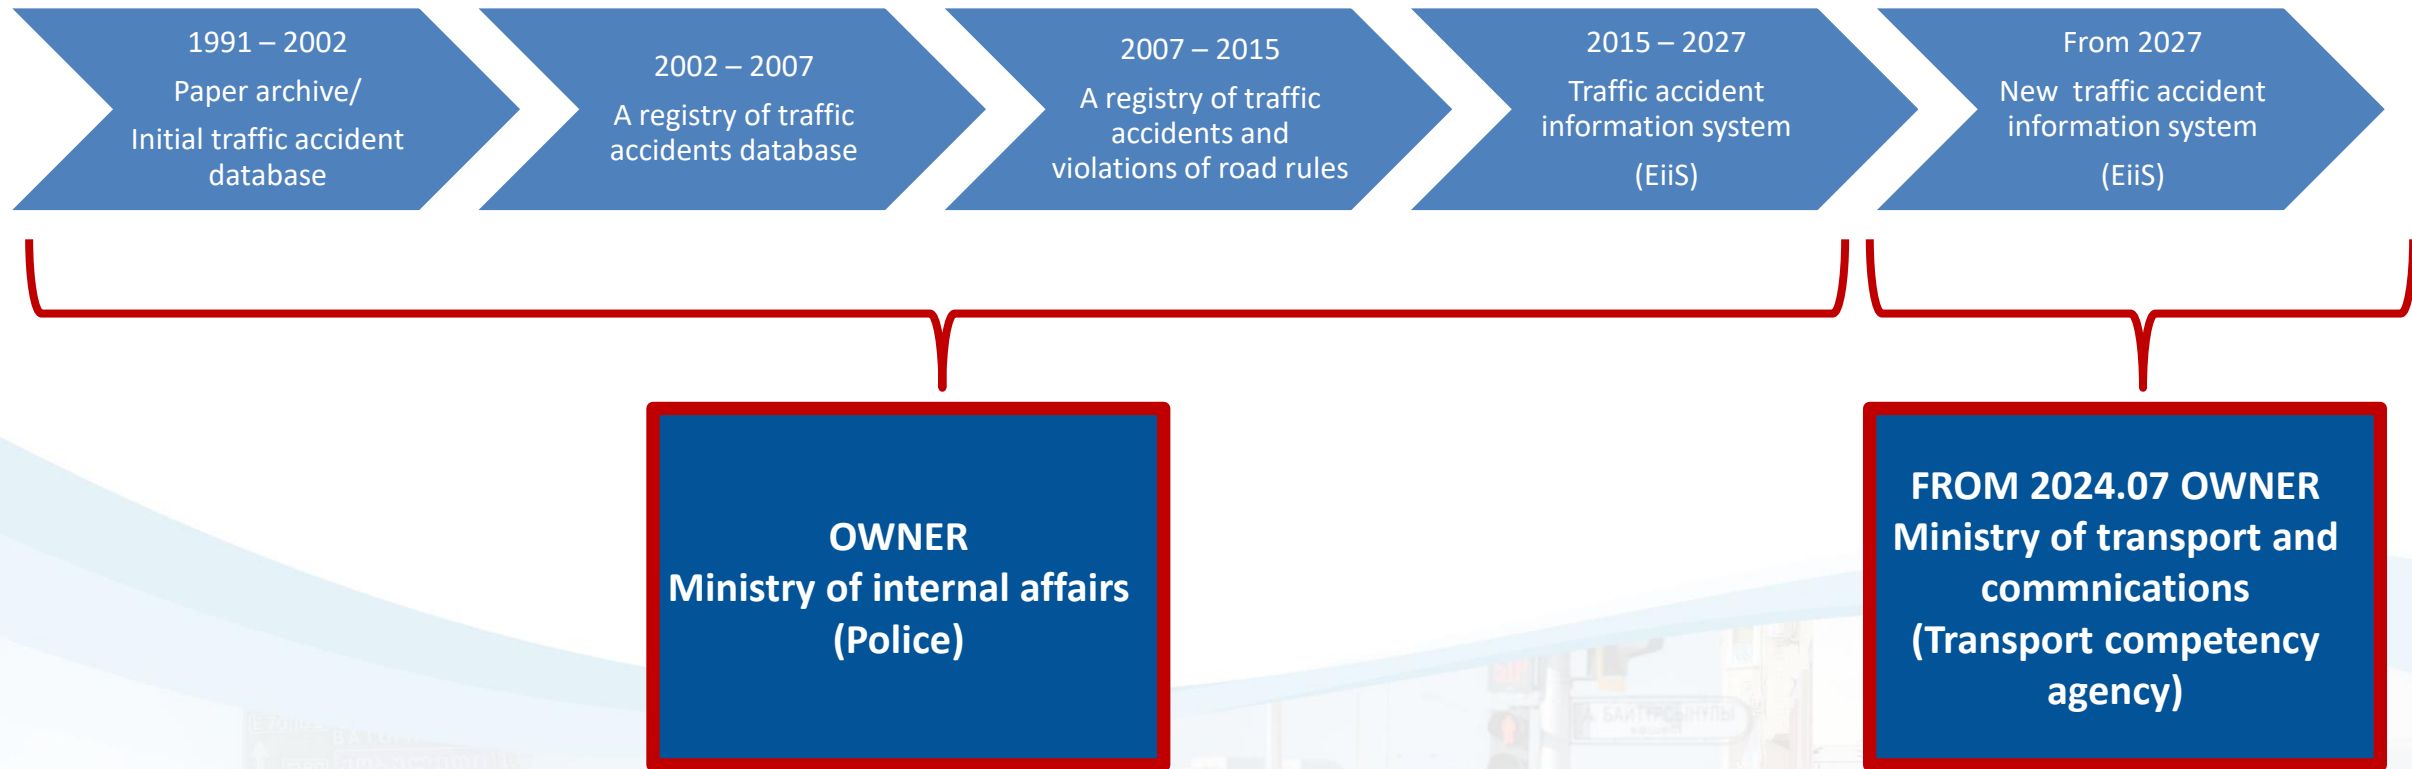 1991 – 2002
Paper archive/
Initial traffic accident
database
2002 – 2007
A registry of traffic
accidents database
2007 – 2015
A registry of traffic
accidents and
violations of road rules
2015 – 2027
Traffic accident
information system
(EiiS)
From 2027
New  traffic accident
information system
(EiiS)
OWNER
Ministry of internal affairs
(Police)
FROM 2024.07 OWNER
Ministry of transport and
commnications
(Transport competency
agency)